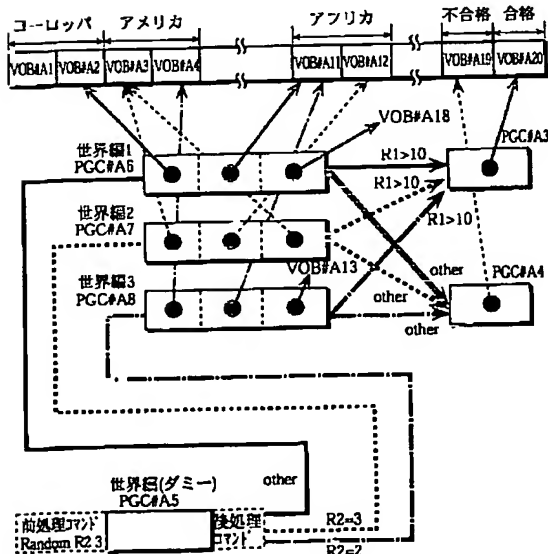 ヨーロッパ アメリカ アフリカ 不合格 合格
VOB#A1 VOB#A2 VOB#A3 VOB#A4 VOB#A11 VOB#A12 VOB#A19 VOB#A20
VOB#A18
世界編1
PGC#A6
R1>10
PGC#A3
R1>10
世界編2
PGC#A7
R1>10
VOB#A13
世界編3
PGC#A8
other
PGC#A4
other
other
世界編(ダミー)
PGC#A5
other
前処理コマンド
Random R2 3
後処理
コマンド
R2=3
R2=2